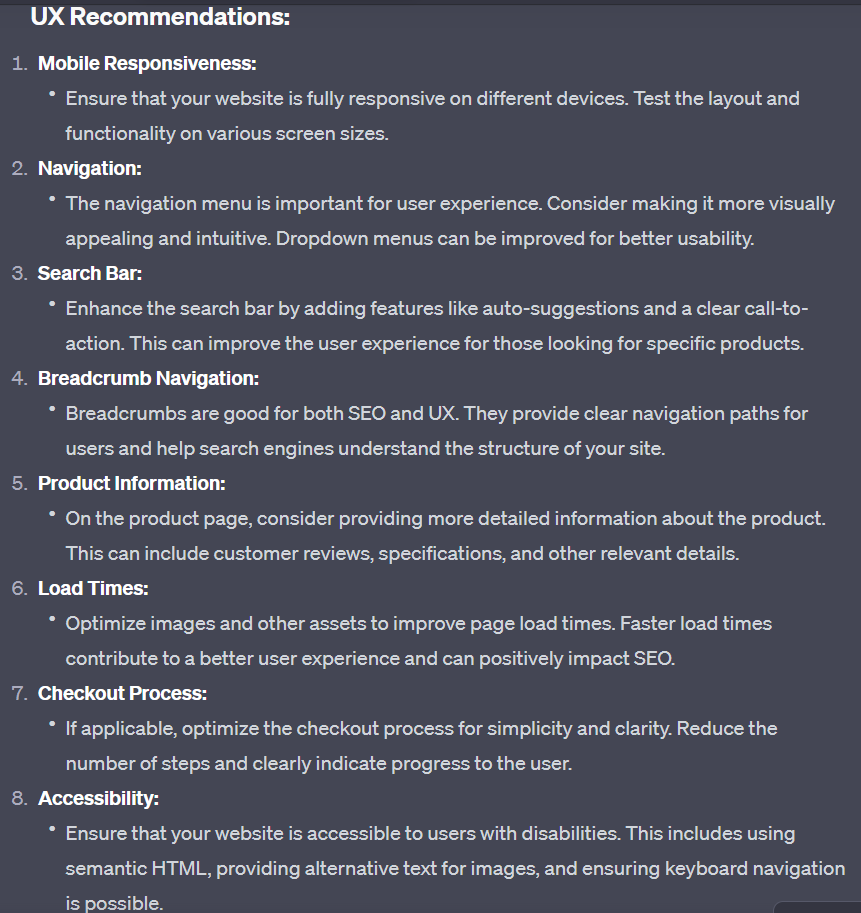 UX Recommendations:
1. Mobile Responsiveness:
• Ensure that your website is fully responsive on different devices. Test the layout and
functionality on various screen sizes.
2. Navigation:
• The navigation menu is important for user experience. Consider making it more visually
appealing and intuitive. Dropdown menus can be improved for better usability.
3. Search Bar:
• Enhance the search bar by adding features like auto-suggestions and a clear call-to-
action. This can improve the user experience for those looking for specific products.
4. Breadcrumb Navigation:
• Breadcrumbs are good for both SEO and UX. They provide clear navigation paths for
users and help search engines understand the structure of your site.
5. Product Information:
• On the product page, consider providing more detailed information about the product.
This can include customer reviews, specifications, and other relevant details.
6. Load Times:
• Optimize images and other assets to improve page load times. Faster load times
contribute to a better user experience and can positively impact SEO.
7. Checkout Process:
• If applicable, optimize the checkout process for simplicity and clarity. Reduce the
number of steps and clearly indicate progress to the user.
8. Accessibility:
• Ensure that your website is accessible to users with disabilities. This includes using
semantic HTML, providing alternative text for images, and ensuring keyboard navigation
is possible.